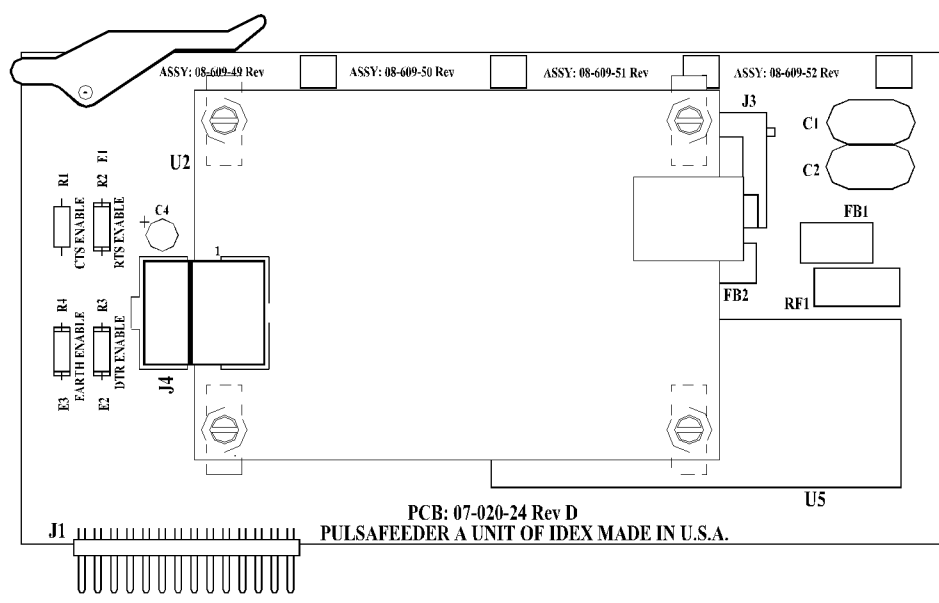 ASSY: 08-609-49 Rev
ASSY: 08-609-50 Rev
ASSY: 08-609-51 Rev
ASSY: 08-609-52 Rev
J3
C1
C2
U2
E1
R1
R2
CTS ENABLE
RTS ENABLE
C4
+
1
FB1
FB2
RF1
R4
R3
EARTH ENABLE
DTR ENABLE
J4
E3
E2
U5
PCB: 07-020-24 Rev D
J1
PULSAFEEDER A UNIT OF IDEX MADE IN U.S.A.